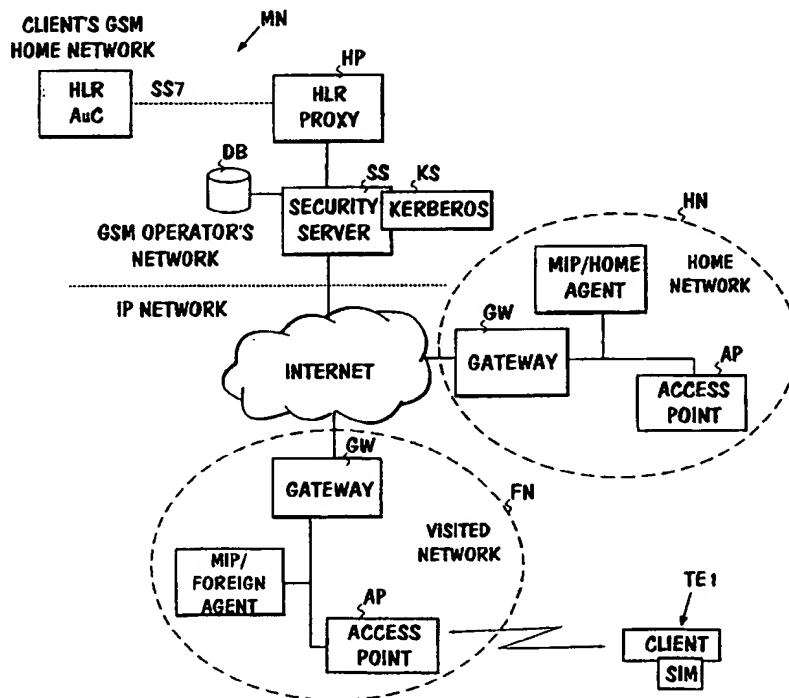 CLIENT'S GSM
HOME NETWORK
MN
HLR
AuC
SS7
HP
HLR
PROXY
DB
SS
KS
SECURITY
SERVER
KERBEROS
GSM OPERATOR'S
NETWORK
IP NETWORK
HN
MIP/HOME
AGENT
HOME
NETWORK
GW
GATEWAY
AP
ACCESS
POINT
INTERNET
GW
GATEWAY
FN
VISITED
NETWORK
MIP/
FOREIGN
AGENT
AP
ACCESS
POINT
TE1
CLIENT
SIM